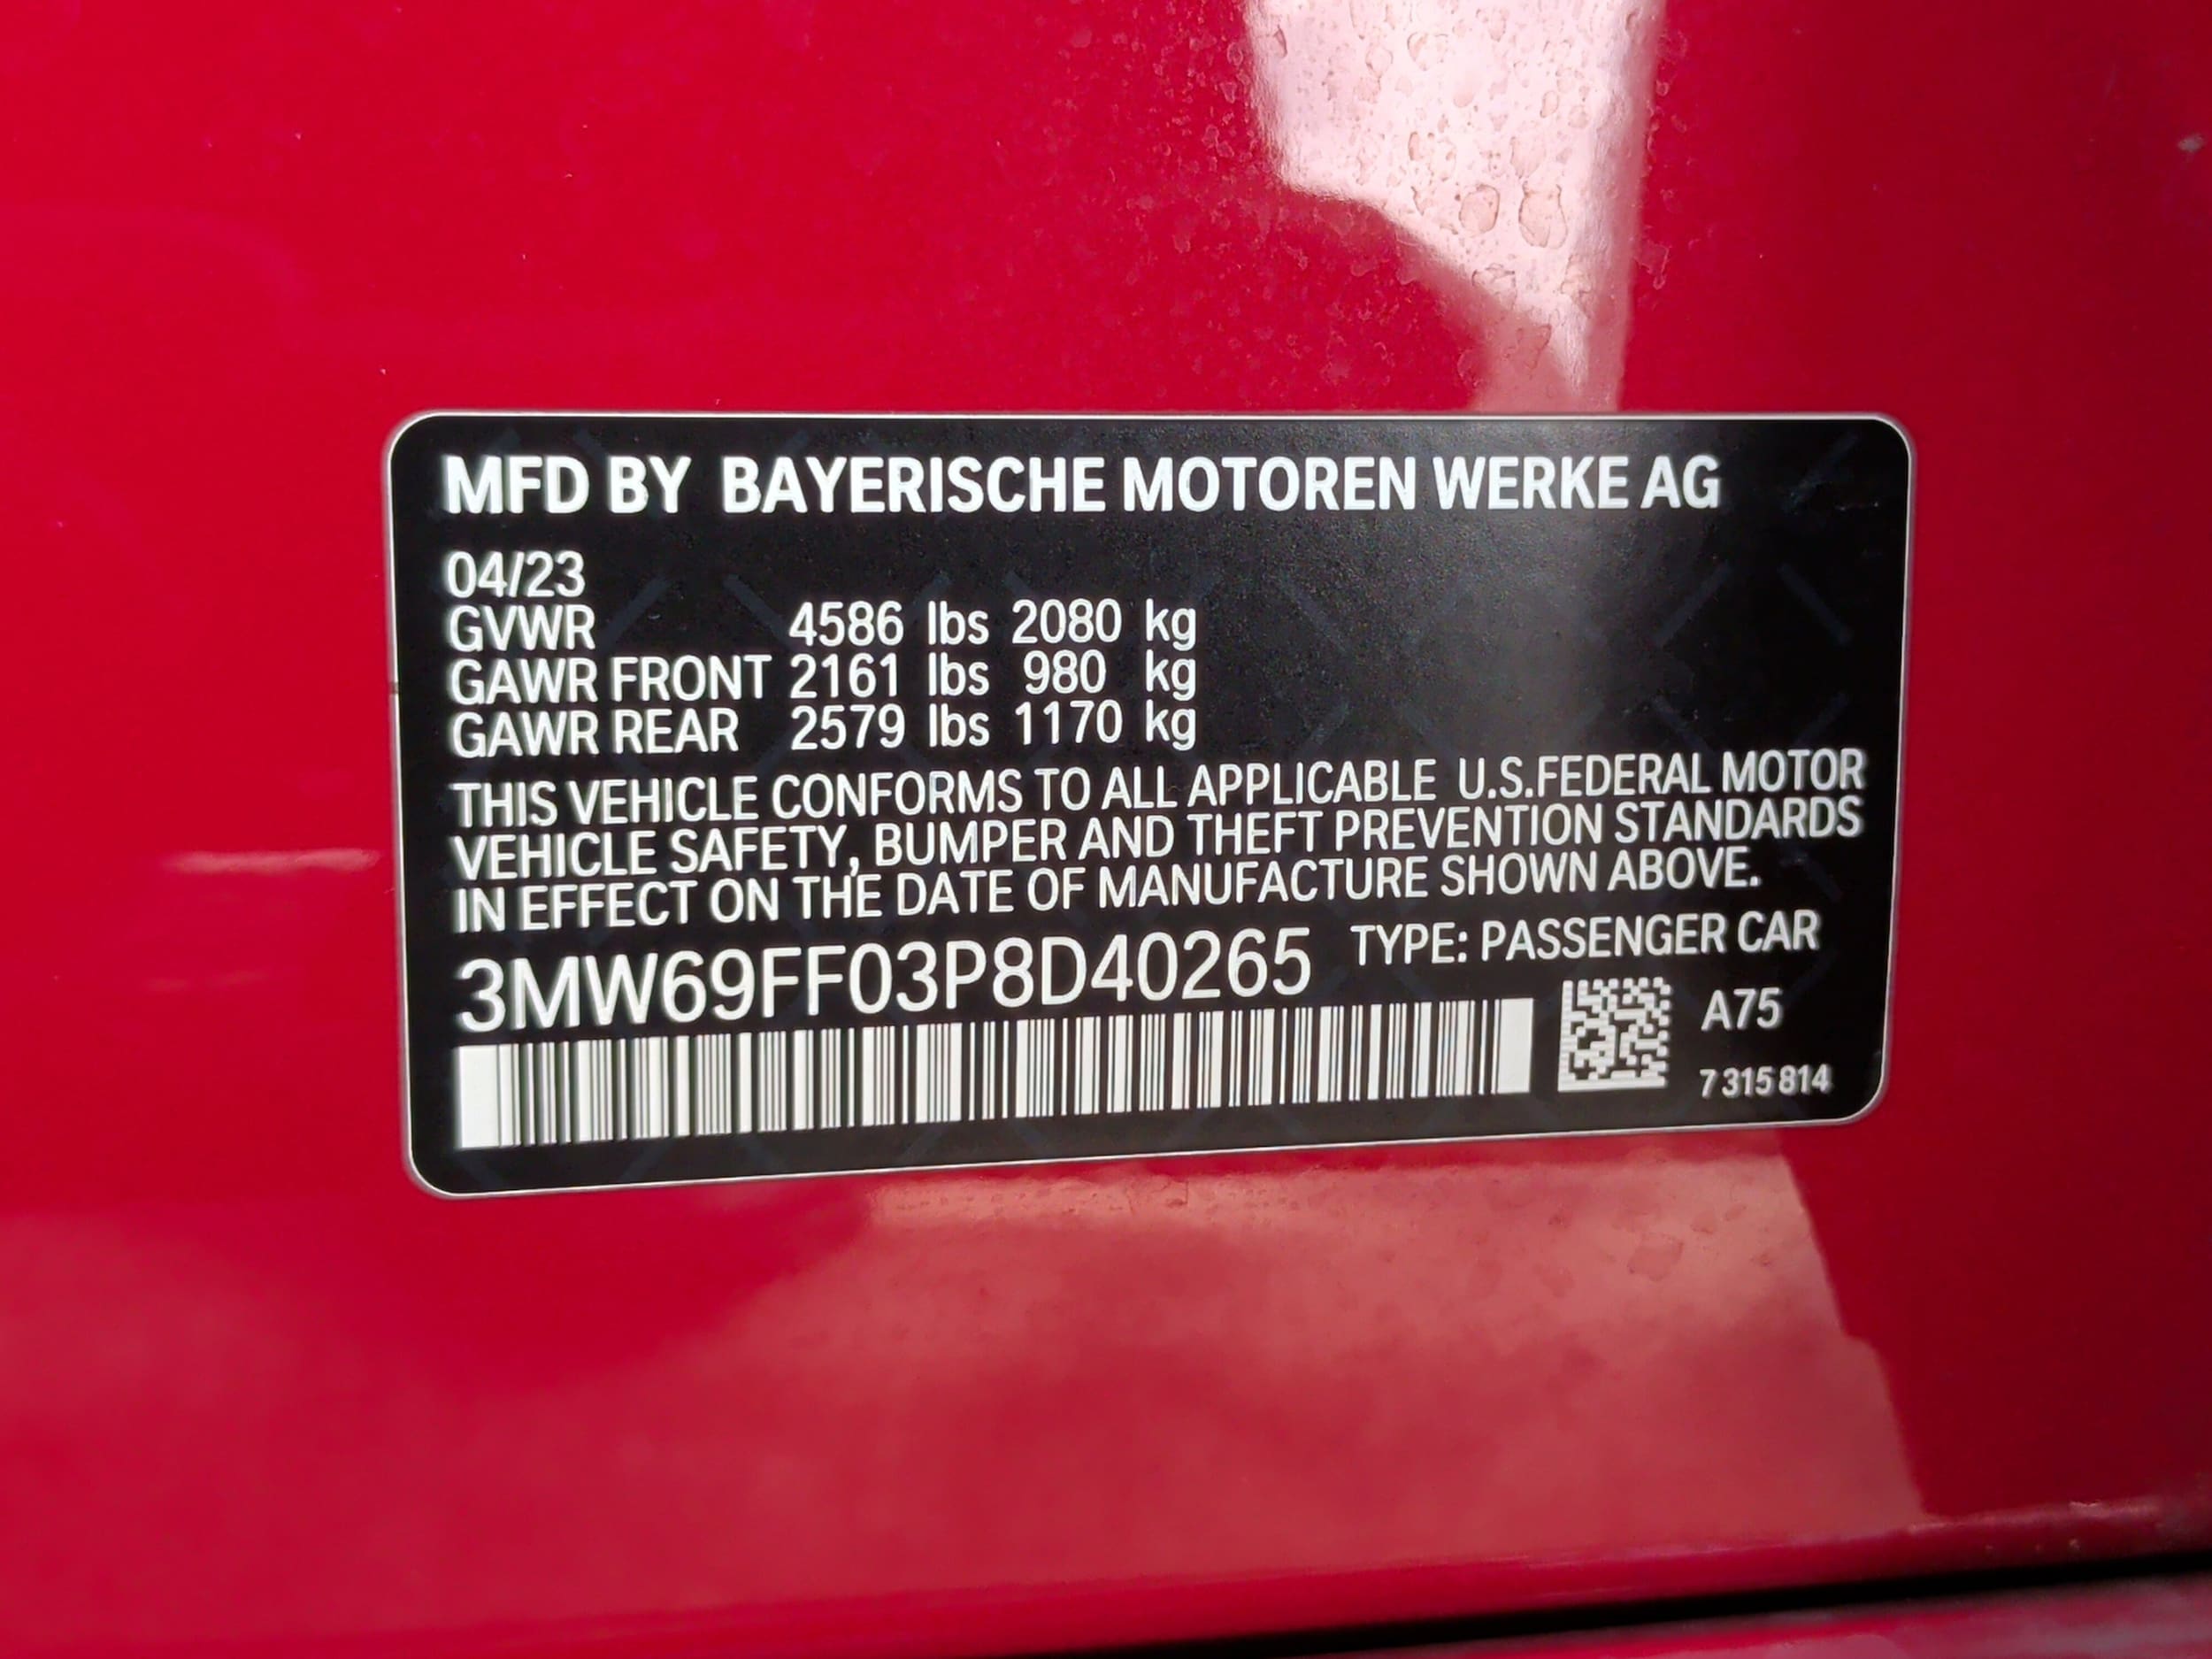 MFD BY BAYERISCHE MOTOREN WERKE AG
04/23
GVWR 4586 lbs 2080 kg
GAWR FRONT 2161 lbs 980 kg
GAWR REAR 2579 lbs 1170 kg
THIS VEHICLE CONFORMS TO ALL APPLICABLE U.S.FEDERAL MOTOR
VEHICLE SAFETY, BUMPER AND THEFT PREVENTION STANDARDS
IN EFFECT ON THE DATE OF MANUFACTURE SHOWN ABOVE.
3MW69FF03P8D40265 TYPE: PASSENGER CAR
A75
7 315 814